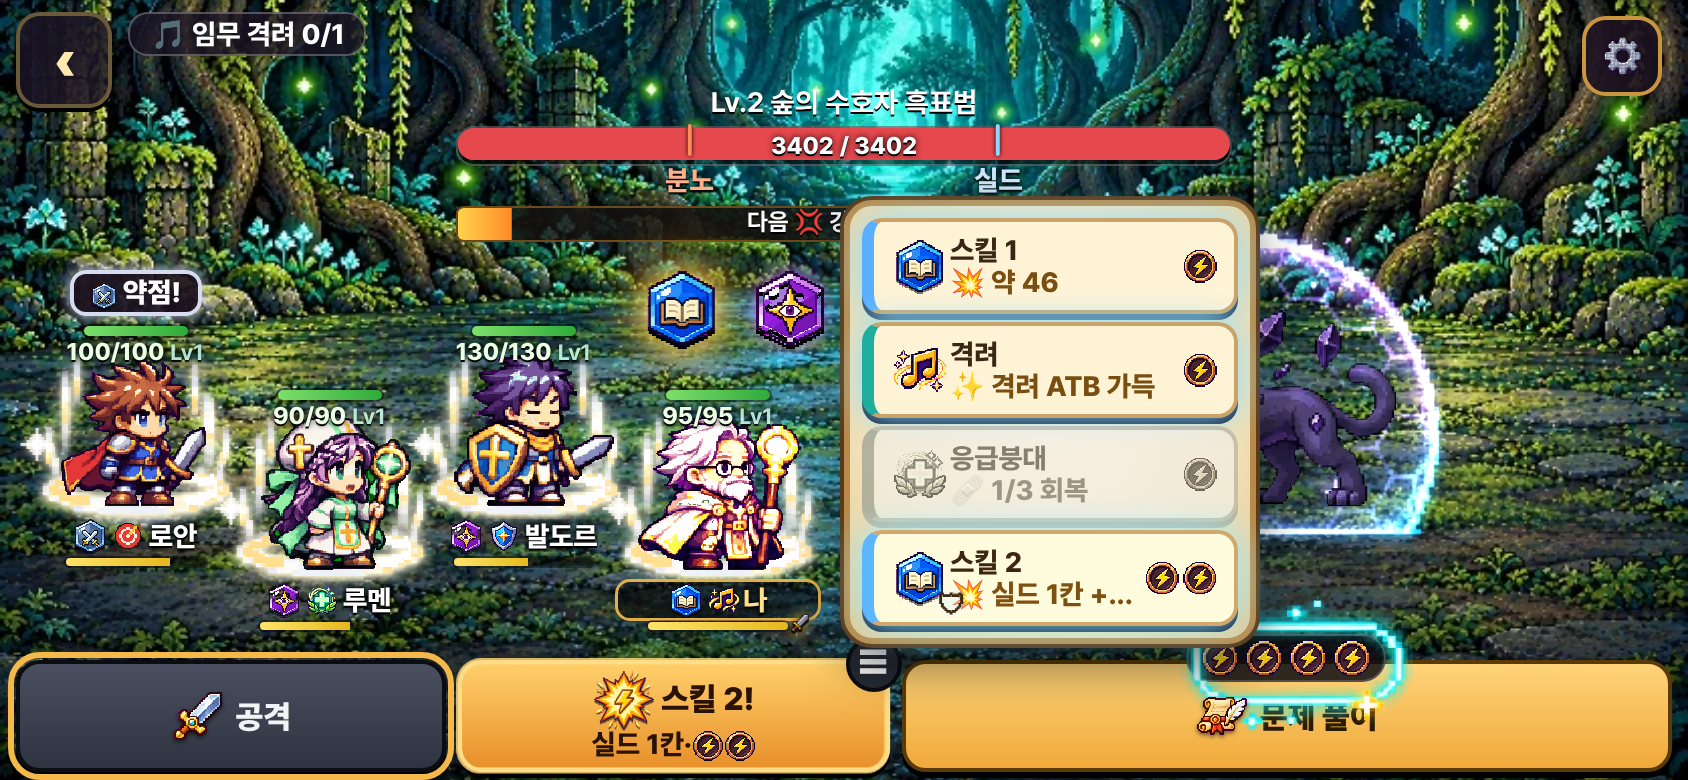 임무 격려 0/1
Lv.2 숲의 수호자 흑표범
3402 / 3402
분노
실드
다음
약점!
100/100 Lv1
90/90 Lv1
130/130 Lv1
95/95 Lv1
로안
루멘
발도르
나
스킬 1
약 46
격려
격려 ATB 가득
응급붕대
1/3 회복
스킬 2
실드 1칸 +...
공격
스킬 2!
실드 1칸·
문제 풀이